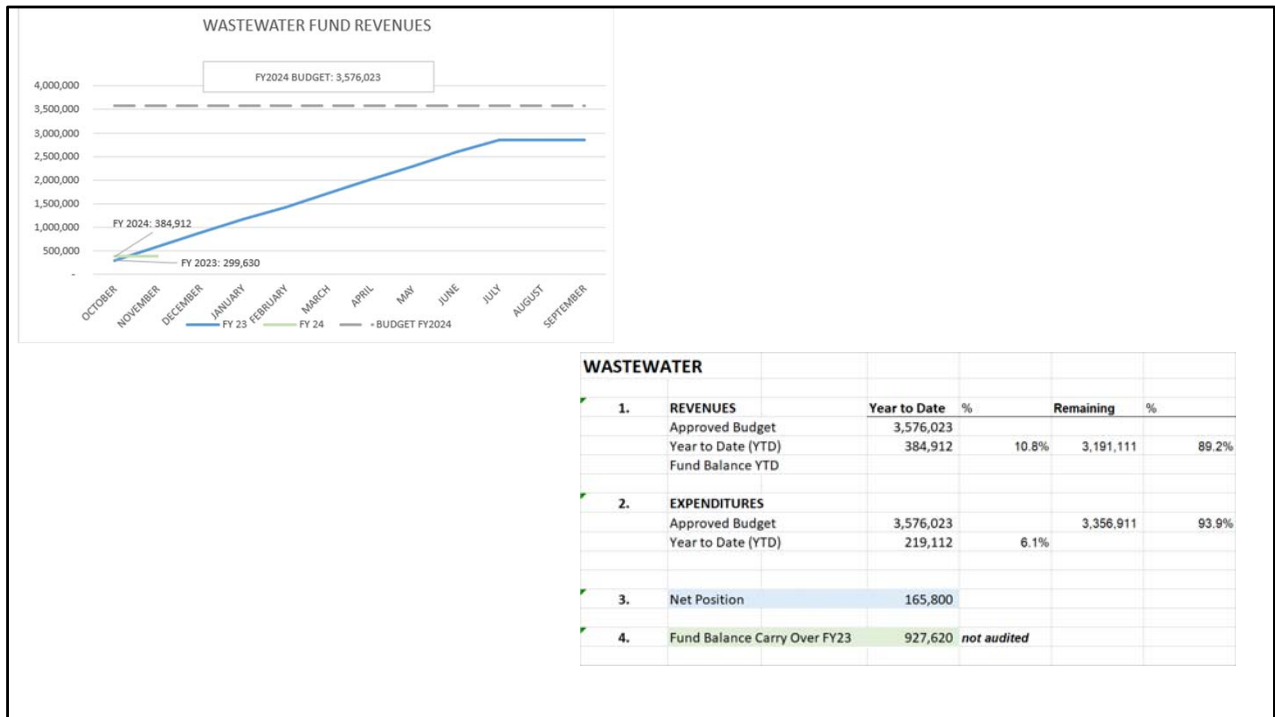 WASTEWATER FUND REVENUES
FY2024 BUDGET: 3,576,023
4,000,000
3,500,000
3,000,000
2,500,000
2,000,000
1,500,000
1,000,000
500,000
-
FY 2024: 384,912
FY 2023: 299,630
OCTOBER NOVEMBER DECEMBER JANUARY FEBRUARY MARCH APRIL MAY JUNE JULY AUGUST SEPTEMBER
FY 23 FY 24 - BUDGET FY2024
WASTEWATER
1. REVENUES Year to Date % Remaining %
Approved Budget 3,576,023
Year to Date (YTD) 384,912 10.8% 3,191,111 89.2%
Fund Balance YTD
2. EXPENDITURES
Approved Budget 3,576,023 3,356,911 93.9%
Year to Date (YTD) 219,112 6.1%
3. Net Position 165,800
4. Fund Balance Carry Over FY23 927,620 not audited